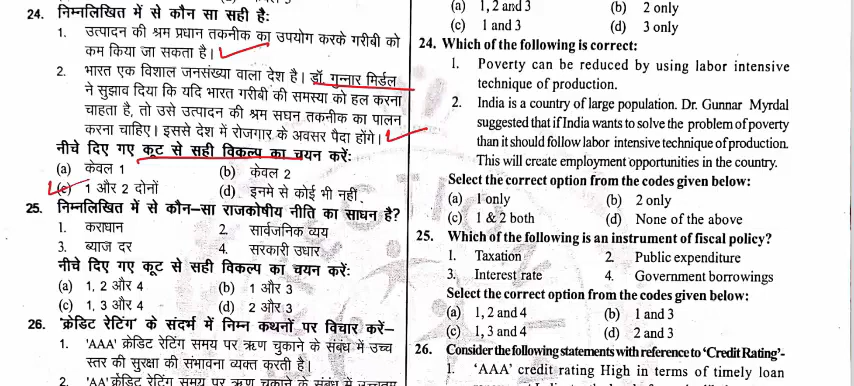 24. निम्नलिखित में से कौन सा सही है:
1. उत्पादन की श्रम प्रधान तकनीक का उपयोग करके गरीबी को
कम किया जा सकता है।
2. भारत एक विशाल जनसंख्या वाला देश है। डॉ. गुन्नार मिर्डल
ने सुझाव दिया कि यदि भारत गरीबी की समस्या को हल करना
चाहता है, तो उसे उत्पादन की श्रम सघन तकनीक का पालन
करना चाहिए। इससे देश में रोजगार के अवसर पैदा होंगे।
नीचे दिए गए कूट से सही विकल्प का चयन करें:
(a) केवल 1 (b) केवल 2
(c) 1 और 2 दोनों (d) इनमे से कोई भी नहीं
25. निम्नलिखित में से कौन-सा राजकोषीय नीति का साधन है?
1. कराधान 2. सार्वजनिक व्यय
3. ब्याज दर 4. सरकारी उधार
नीचे दिए गए कूट से सही विकल्प का चयन करें:
(a) 1, 2 और 4 (b) 1 और 3
(c) 1, 3 और 4 (d) 2 और 3
26. 'क्रेडिट रेटिंग' के संदर्भ में निम्न कथनों पर विचार करें–
1. 'AAA' क्रेडिट रेटिंग समय पर ऋण चुकाने के संबंध में उच्च
स्तर की सुरक्षा की संभावना व्यक्त करती है।
2. 'AA' क्रेडिट रेटिंग समय पर ऋण चुकाने के संबंध में
(a) 1, 2 and 3 (b) 2 only
(c) 1 and 3 (d) 3 only
24. Which of the following is correct:
1. Poverty can be reduced by using labor intensive
technique of production.
2. India is a country of large population. Dr. Gunnar Myrdal
suggested that if India wants to solve the problem of poverty
than it should follow labor intensive technique of production.
This will create employment opportunities in the country.
Select the correct option from the codes given below:
(a) 1 only (b) 2 only
(c) 1 & 2 both (d) None of the above
25. Which of the following is an instrument of fiscal policy?
1. Taxation 2. Public expenditure
3. Interest rate 4. Government borrowings
Select the correct option from the codes given below:
(a) 1, 2 and 4 (b) 1 and 3
(c) 1, 3 and 4 (d) 2 and 3
26. Consider the following statements with reference to 'Credit Rating'-
1. 'AAA' credit rating High in terms of timely loan